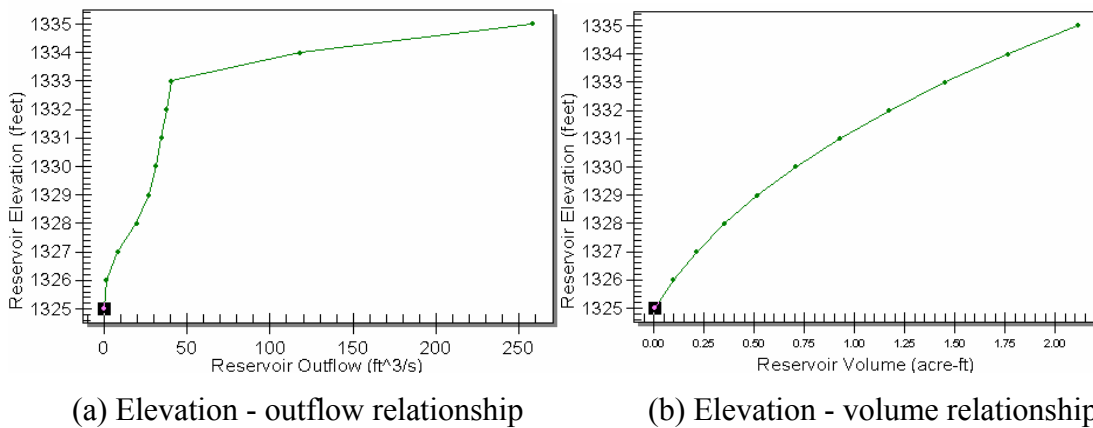 1335
1334
1333
1332
1331
1330
1329
1328
1327
1326
1325
Reservoir Elevation (feet)
0 50 100 150 200 250
Reservoir Outflow (ft^3/s)
(a) Elevation - outflow relationship
1335
1334
1333
1332
1331
1330
1329
1328
1327
1326
1325
Reservoir Elevation (feet)
0.00 0.25 0.50 0.75 1.00 1.25 1.50 1.75 2.00
Reservoir Volume (acre-ft)
(b) Elevation - volume relationship